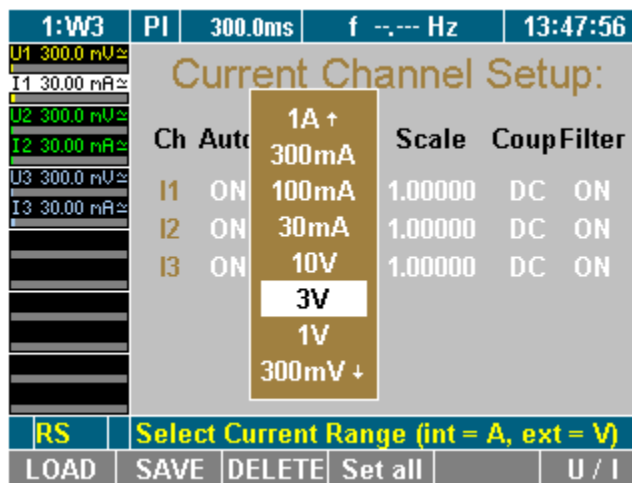 1:W3 PI 300.0ms f --.--- Hz 13:47:56
U1 300.0 mV≃
I1 30.00 mA≃
U2 300.0 mV≃
I2 30.00 mA≃
U3 300.0 mV≃
I3 30.00 mA≃
Current Channel Setup:
Ch Auto Scale Coup Filter
I1 ON 1.00000 DC ON
I2 ON 1.00000 DC ON
I3 ON 1.00000 DC ON
1A ↑
300mA
100mA
30mA
10V
3V
1V
300mV ↓
RS Select Current Range (int = A, ext = V)
LOAD SAVE DELETE Set all U / I